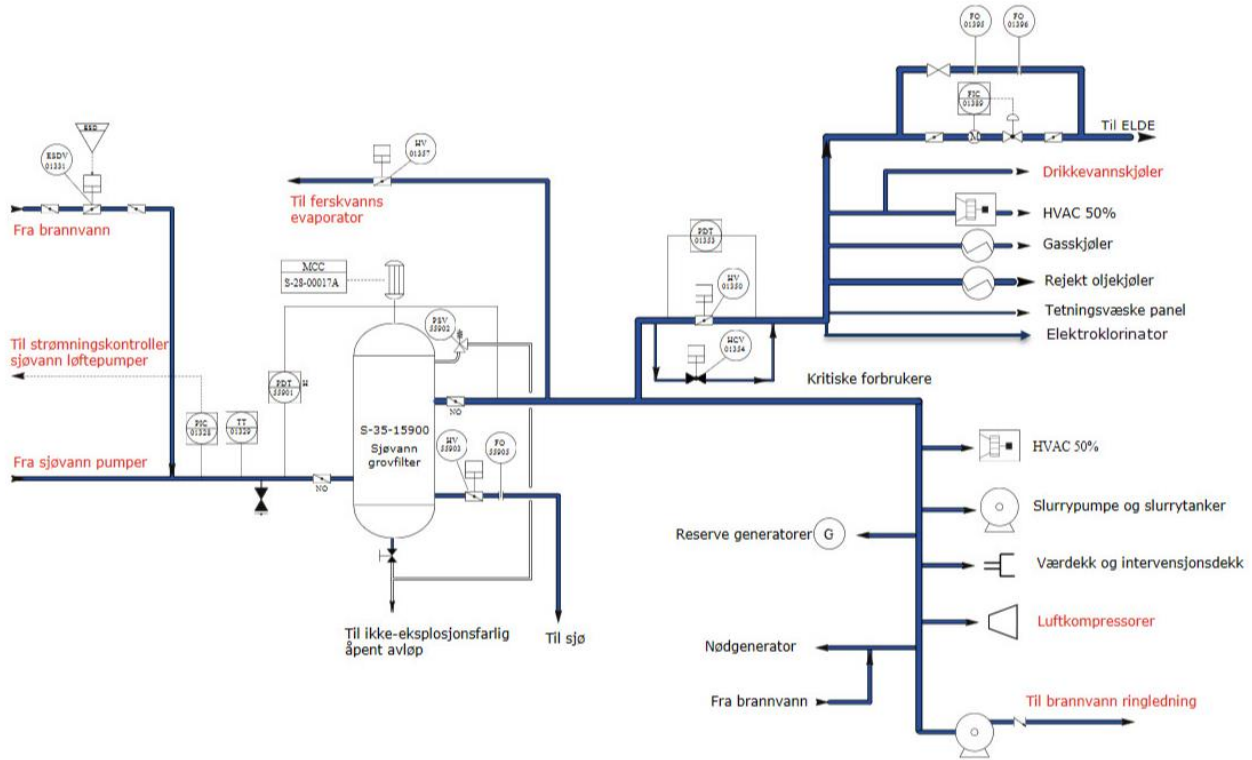 FO
01395
FO
01396
FIC
01389
M
Til ELDE
ESD
ESDV
01331
HV
01357
Fra brannvann
Til ferskvanns
evaporator
Drikkevannskjøler
HVAC 50%
Gasskjøler
Rejekt oljekjøler
Tetningsvæske panel
Elektroklorinator
PDT
01353
HV
01350
HCV
01354
MCC
S-28-00017A
PSV
55902
Til strømningskontroller
sjøvann løftepumper
PDT
55901
H
Kritiske forbrukere
NO
PIC
01328
TT
01329
S-35-15900
Sjøvann
grovfilter
HV
55903
FO
55905
Fra sjøvann pumper
NO
HVAC 50%
Slurrypumpe og slurrytanker
Reserve generatorer
G
Værdekk og intervensjonsdekk
Luftkompressorer
Til ikke-eksplosjonsfarlig
åpent avløp
Til sjø
Nødgenerator
Fra brannvann
Til brannvann ringledning